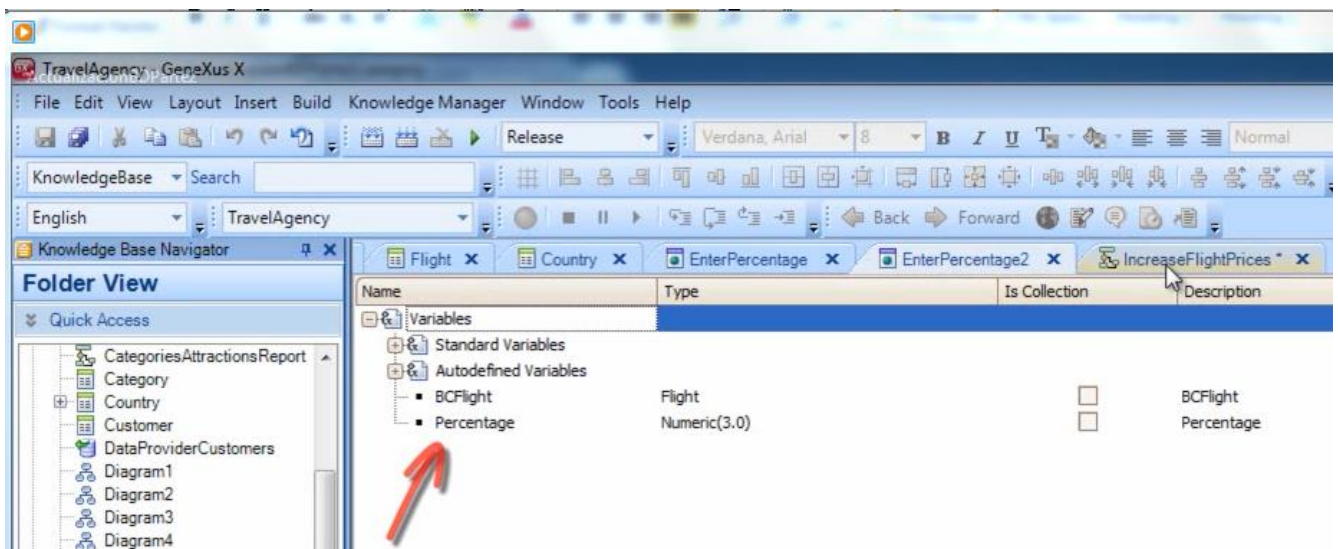 TravelAgency - GeneXus X
ActualizacionBDParte2
File Edit View Layout Insert Build Knowledge Manager Window Tools Help
Release Verdana, Arial 8 B I U Normal
KnowledgeBase Search
English TravelAgency Back Forward
Knowledge Base Navigator Flight Country EnterPercentage EnterPercentage2 IncreaseFlightPrices *
Folder View Name Type Is Collection Description
Quick Access Variables
CategoriesAttractionsReport Standard Variables
Category Autodefined Variables
Country BCFlight Flight BCFlight
Customer Percentage Numeric(3.0) Percentage
DataProviderCustomers
Diagram1
Diagram2
Diagram3
Diagram4